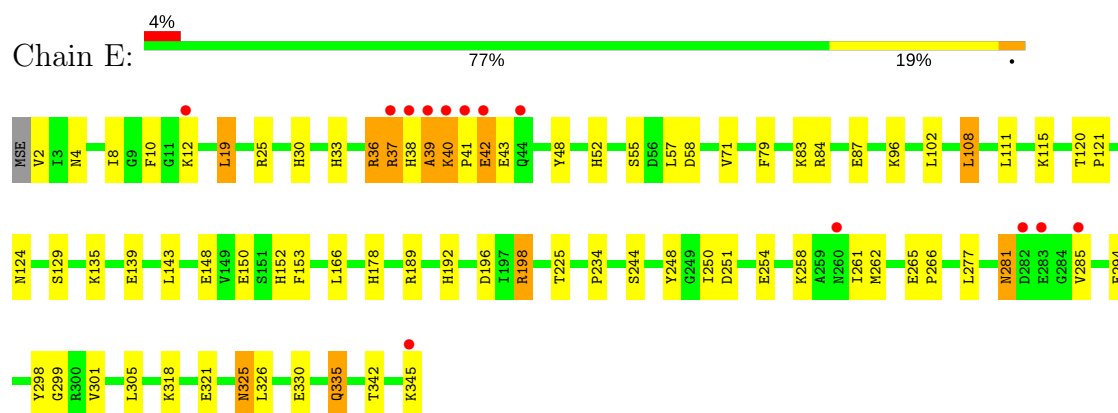 4%
Chain E:
77% 19% •
MSE V2 I3 N4 I8 G9 F10 G11 K12 L19 R25 H30 H33 R36 R37 H38 A39 K40 P41 E42 E43 Q44 Y48 H52 S55 D56 L57 D58 V71 F79 K83 R84 E87 K96 L102 L108 L111 K115 T120 P121
N124 S129 K135 E139 L143 E148 V149 E150 S151 H152 F153 L166 H178 R189 H192 D196 I197 R198 T225 P234 S244 Y248 G249 I250 D251 E254 K258 A259 N260 I261 M262 E265 P266 L277 N281 D282 E283 G284 V285
Y298 G299 R300 V301 L305 K318 E321 N325 L326 E330 Q335 T342 K345